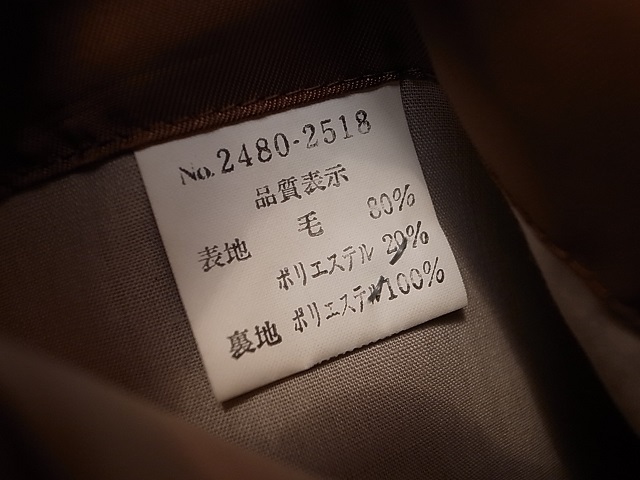 No.2480-2518
品質表示
表地 毛 80%
ポリエステル 20%
裏地 ポリエステル 100%